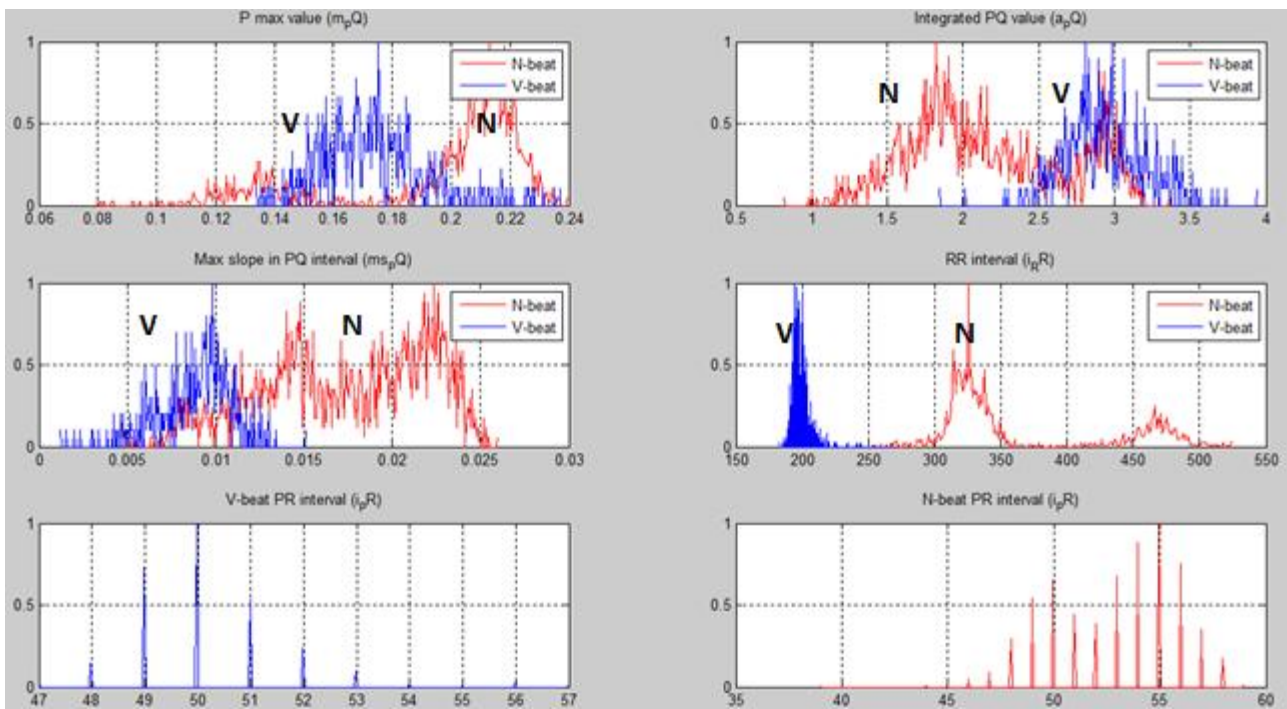 P max value (mpQ)
1
0.5
0
0.06 0.08 0.1 0.12 0.14 0.16 0.18 0.2 0.22 0.24
N-beat
V-beat
V
N
Integrated PQ value (apQ)
1
0.5
0
0.5 1 1.5 2 2.5 3 3.5 4
N-beat
V-beat
N
V
Max slope in PQ interval (mspQ)
1
0.5
0
0 0.005 0.01 0.015 0.02 0.025 0.03
N-beat
V-beat
V
N
RR interval (iRR)
1
0.5
0
150 200 250 300 350 400 450 500 550
N-beat
V-beat
V
N
V-beat PR interval (ipR)
1
0.5
0
47 48 49 50 51 52 53 54 55 56 57
N-beat PR interval (ipR)
1
0.5
0
35 40 45 50 55 60